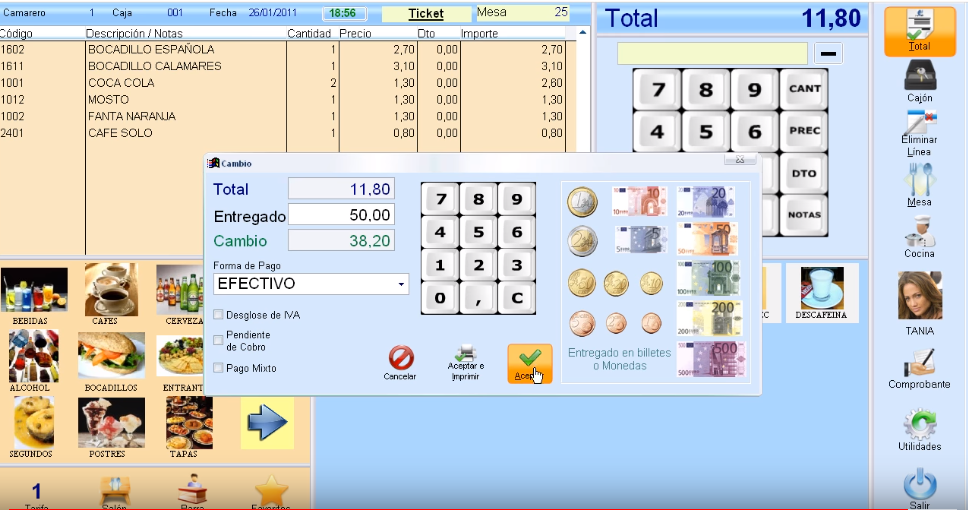 Camarero 1 Caja 001 Fecha 26/01/2011 18:56 Ticket Mesa 25
Código Descripción / Notas Cantidad Precio Dto Importe
1602 BOCADILLO ESPAÑOLA 1 2,70 0,00 2,70
1611 BOCADILLO CALAMARES 1 3,10 0,00 3,10
1001 COCA COLA 2 1,30 0,00 2,60
1012 MOSTO 1 1,30 0,00 1,30
1002 FANTA NARANJA 1 1,30 0,00 1,30
2401 CAFE SOLO 1 0,80 0,00 0,80
Total 11,80
7 8 9 CANT
4 5 6 PREC
DTO
NOTAS
Total
Cajón
Eliminar
Línea
Mesa
Cocina
TANIA
Comprobante
Utilidades
Salir
Cambio
Total 11,80
Entregado 50,00
Cambio 38,20
Forma de Pago
EFECTIVO
Desglose de IVA
Pendiente
de Cobro
Pago Mixto
7 8 9
4 5 6
1 2 3
0 , C
Cancelar
Aceptar e
Imprimir
10 20
5 50
100
200
500
Entregado en billetes
o Monedas
BEBIDAS CAFES CERVEZA
DESCAFEINA
ALCOHOL BOCADILLOS ENTRANT
SEGUNDOS POSTRES TAPAS
1
Tarifa Salón Barra Favoritos